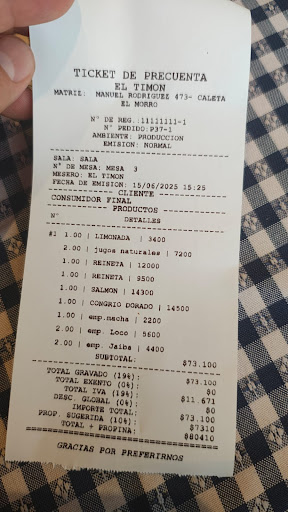 TICKET DE PRECUENTA
EL TIMON
MATRIZ: MANUEL RODRIGUEZ 473- CALETA
EL MORRO
N° DE REG.:11111111-1
N° PEDIDO:P37-1
AMBIENTE: PRODUCCION
EMISION: NORMAL
SALA: SALA
N° DE MESA: MESA 3
MESERO: EL TIMON
FECHA DE EMISION: 15/06/2025 15:25
CLIENTE
CONSUMIDOR FINAL
PRODUCTOS
N° DETALLES
#1 1.00 | LIMONADA | 3400
2.00 | jugos naturales | 7200
1.00 | REINETA | 12000
1.00 | REINETA | 9500
1.00 | SALMON | 14300
1.00 | CONGRIO DORADO | 14500
1.00 | emp.mecha | 2200
2.00 | emp. Loco | 5600
2.00 | emp. Jaiba | 4400
SUBTOTAL: $73.100
TOTAL GRAVADO (19%): $73.100
TOTAL EXENTO (0%): $0
TOTAL IVA (19%): $11.671
DESC. GLOBAL (0%): $0
IMPORTE TOTAL: $73.100
PROP. SUGERIDA (10%): $7310
TOTAL + PROPINA: $80410
GRACIAS POR PREFERIRNOS